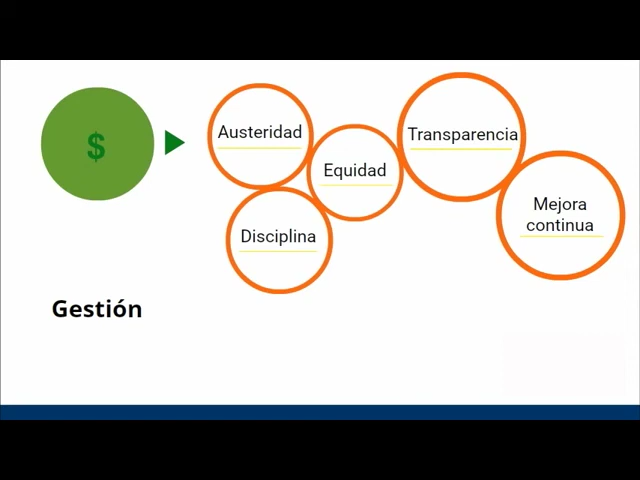 $
Austeridad
Equidad
Transparencia
Disciplina
Mejora
continua
Gestión